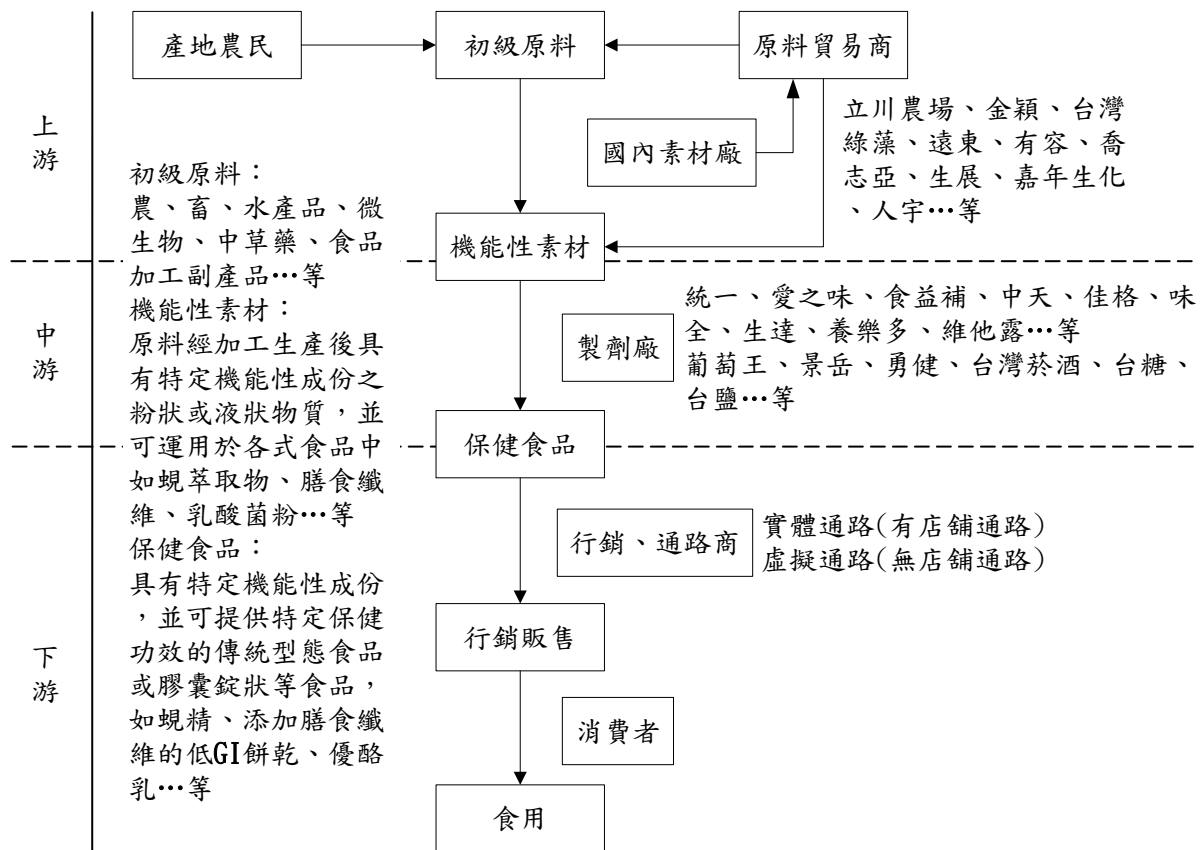 產地農民
初級原料
原料貿易商
上
游
國內素材廠
立川農場、金穎、台灣
綠藻、遠東、有容、喬
志亞、生展、嘉年生化
、人宇…等
初級原料：
農、畜、水產品、微
生物、中草藥、食品
加工副產品…等
機能性素材
中
游
機能性素材：
原料經加工生產後具
有特定機能性成份之
粉狀或液狀物質，並
可運用於各式食品中
如蜆萃取物、膳食纖
維、乳酸菌粉…等
製劑廠
統一、愛之味、食益補、中天、佳格、味
全、生達、養樂多、維他露…等
葡萄王、景岳、勇健、台灣菸酒、台糖、
台鹽…等
保健食品
下
游
保健食品：
具有特定機能性成份
，並可提供特定保健
功效的傳統型態食品
或膠囊錠狀等食品，
如蜆精、添加膳食纖
維的低GI餅乾、優酪
乳…等
行銷、通路商
實體通路(有店舖通路)
虛擬通路(無店舖通路)
行銷販售
消費者
食用